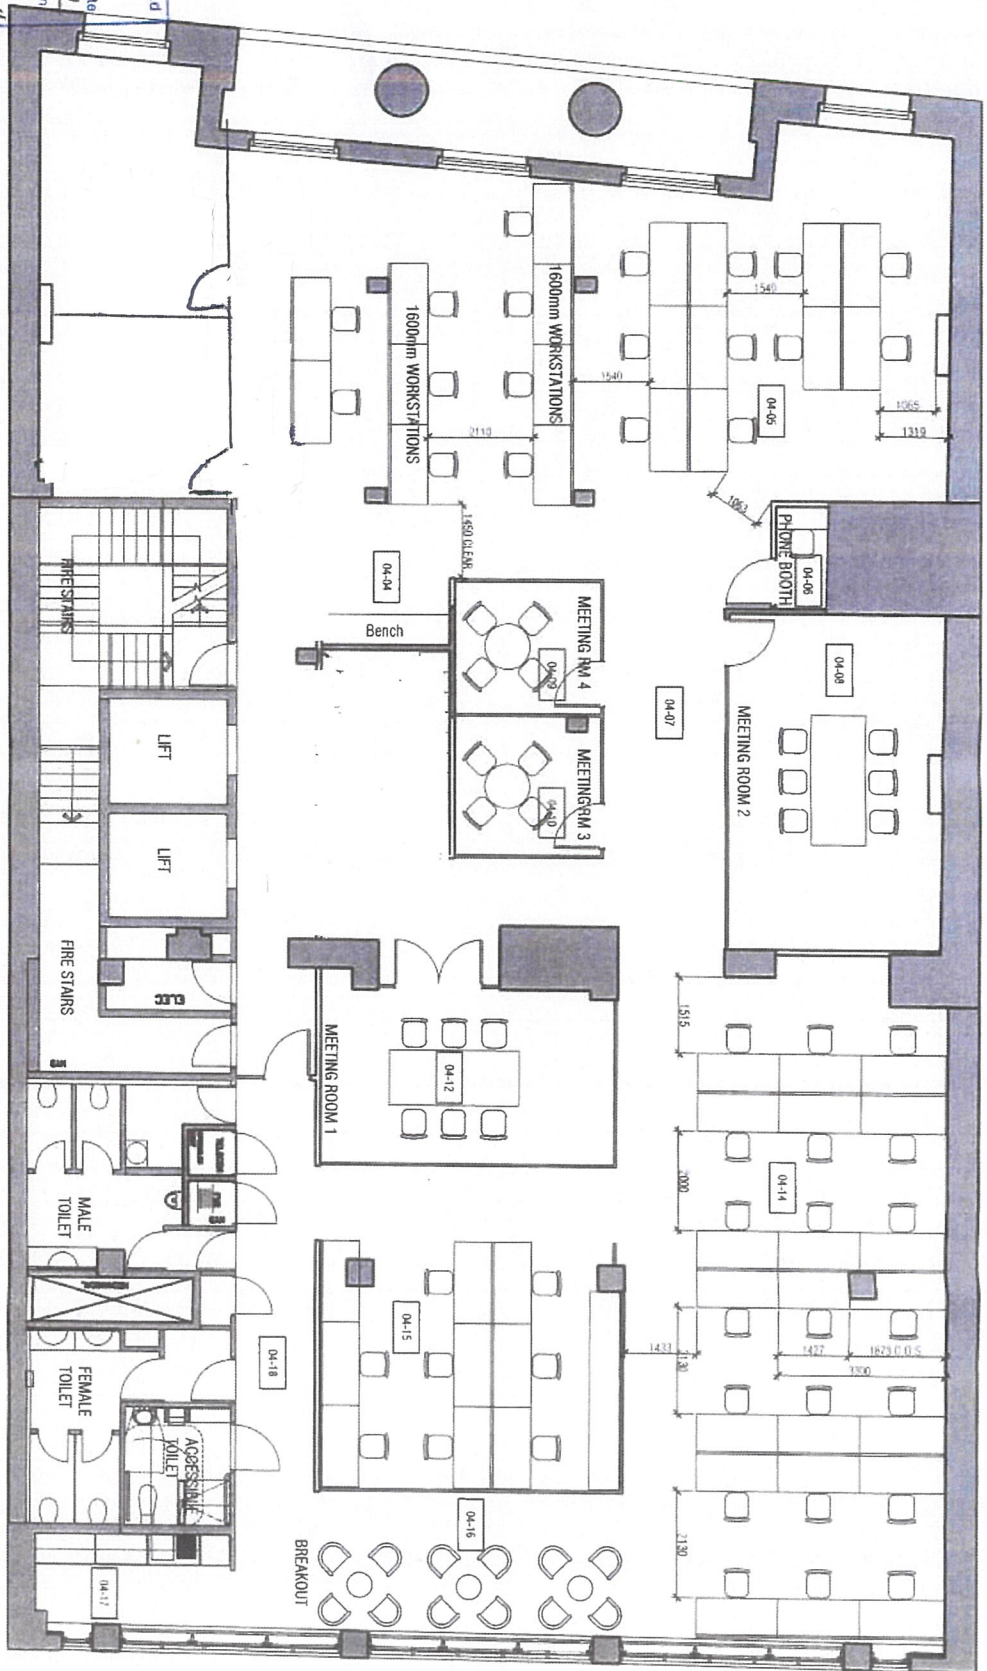 1600mm WORKSTATIONS
1600mm WORKSTATIONS
1540
1540
04-05
1065
1319
2110
1063
1450 CLEAR
PHONE BOOTH
04-06
04-04
Bench
FIRE STAIRS
MEETING RM 4
04-09
04-07
04-08
MEETING ROOM 2
LIFT
MEETING RM 3
04-10
LIFT
FIRE STAIRS
ELEC
1515
MEETING ROOM 1
04-12
04-14
2000
MALE
TOILET
04-15
04-18
1433
2130
1427
1873 C.O.S
3300
FEMALE
TOILET
ACCESSIBLE
TOILET
04-16
2130
BREAKOUT
04-17